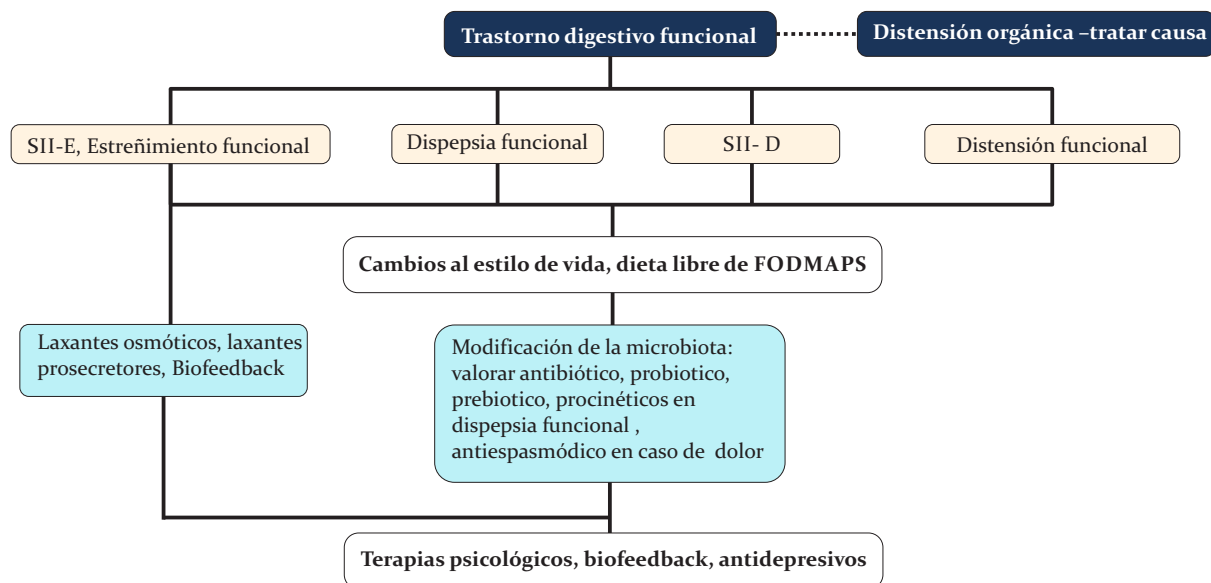 Trastorno digestivo funcional
Distensión orgánica –tratar causa
SII-E, Estreñimiento funcional
Dispepsia funcional
SII- D
Distensión funcional
Cambios al estilo de vida, dieta libre de FODMAPS
Laxantes osmóticos, laxantes
prosecretores, Biofeedback
Modificación de la microbiota:
valorar antibiótico, probiotico,
prebiotico, procinéticos en
dispepsia funcional ,
antiespasmódico en caso de dolor
Terapias psicológicos, biofeedback, antidepresivos